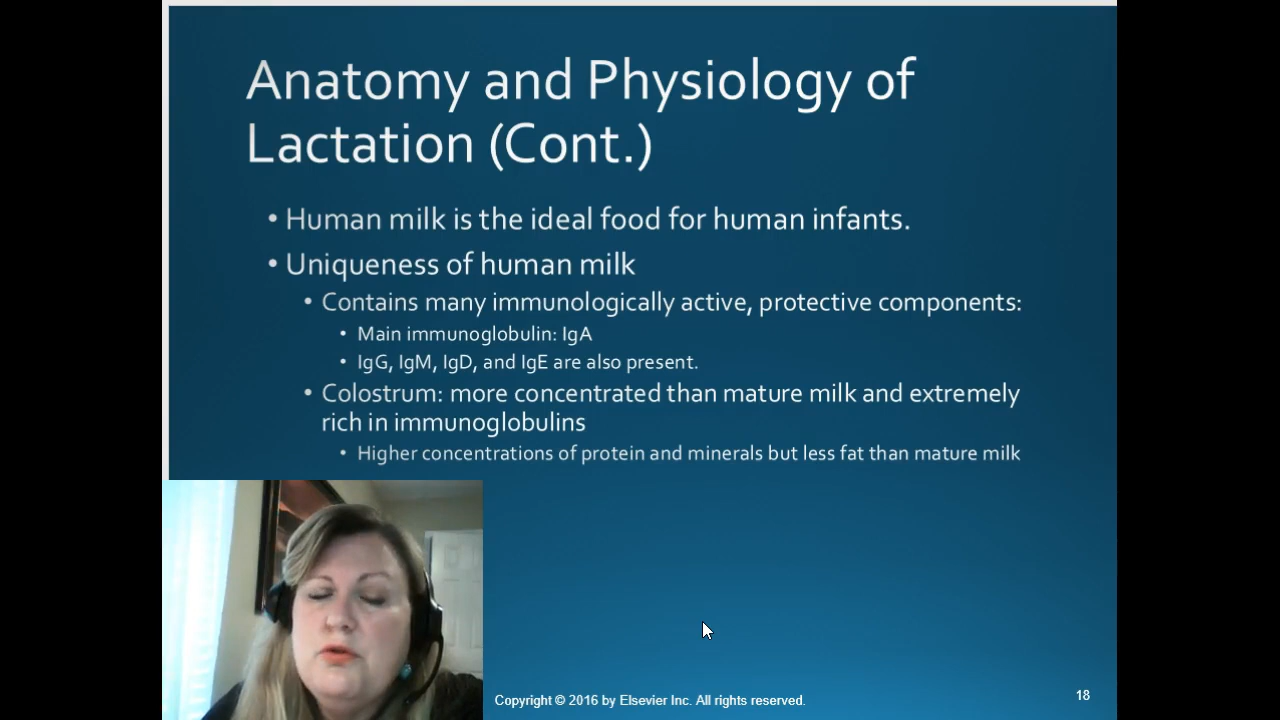 Anatomy and Physiology of
Lactation (Cont.)
• Human milk is the ideal food for human infants.
• Uniqueness of human milk
• Contains many immunologically active, protective components:
• Main immunoglobulin: IgA
• IgG, IgM, IgD, and IgE are also present.
• Colostrum: more concentrated than mature milk and extremely
rich in immunoglobulins
• Higher concentrations of protein and minerals but less fat than mature milk
Copyright © 2016 by Elsevier Inc. All rights reserved.
18